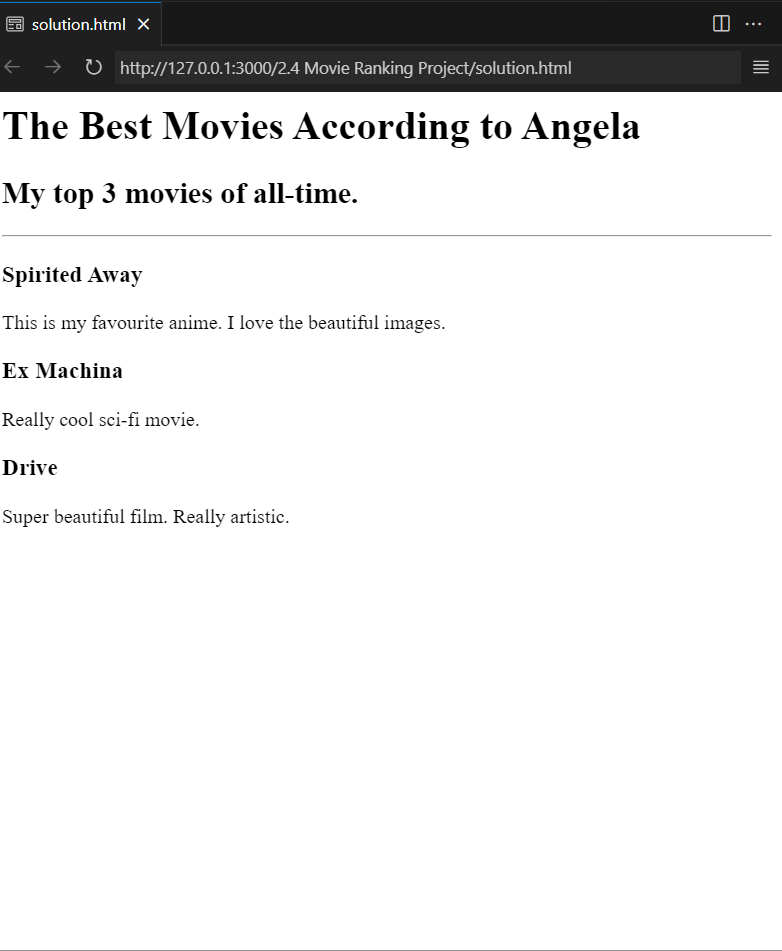 solution.html
http://127.0.0.1:3000/2.4 Movie Ranking Project/solution.html
The Best Movies According to Angela
My top 3 movies of all-time.
Spirited Away
This is my favourite anime. I love the beautiful images.
Ex Machina
Really cool sci-fi movie.
Drive
Super beautiful film. Really artistic.